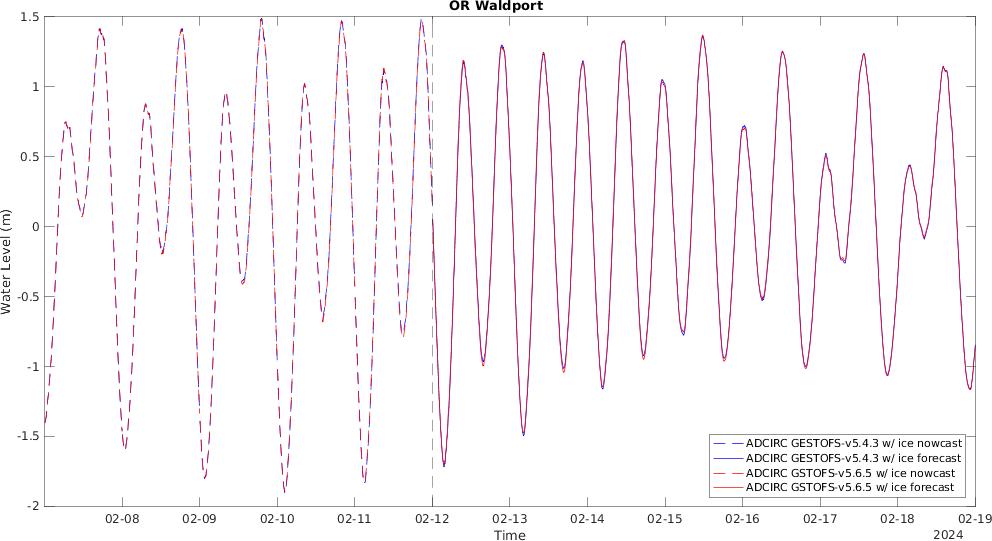 OR Waldport
1.5
1
0.5
0
-0.5
-1
-1.5
-2
Water Level (m)
02-08 02-09 02-10 02-11 02-12 02-13 02-14 02-15 02-16 02-17 02-18 02-19
Time
2024
ADCIRC GESTOFS-v5.4.3 w/ ice nowcast
ADCIRC GESTOFS-v5.4.3 w/ ice forecast
ADCIRC GSTOFS-v5.6.5 w/ ice nowcast
ADCIRC GSTOFS-v5.6.5 w/ ice forecast